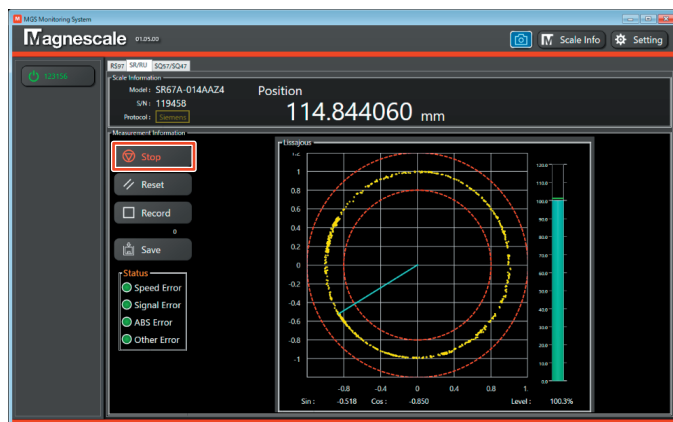 MGS Monitoring System
Magnescale 01.05.00
Scale Info
Setting
123156
RS97 SR/RU SQ57/SQ47
Scale Information
Model : SR67A-014AAZ4
S/N : 119458
Protocol : Siemens
Position
114.844060 mm
Measurement Information
Stop
Reset
Record
0
Save
Status
Speed Error
Signal Error
ABS Error
Other Error
Lissajous
1.2
1
0.8
0.6
0.4
0.2
0
-0.2
-0.4
-0.6
-0.8
-1
-0.8 -0.4 0 0.4 0.8 1.
120.0
110.0
100.0
90.0
80.0
70.0
60.0
50.0
40.0
30.0
20.0
10.0
0.0
Sin : -0.518 Cos : -0.850 Level : 100.3%